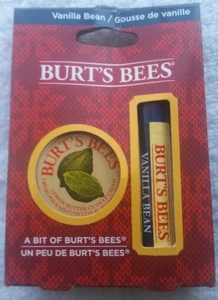 Vanilla Bean / Gousse de vanille
BURT'S BEES®
BURT'S BEES
BURT'S BEES
VANILLA BEAN
A BIT OF BURT'S BEES®
UN PEU DE BURT'S BEES®